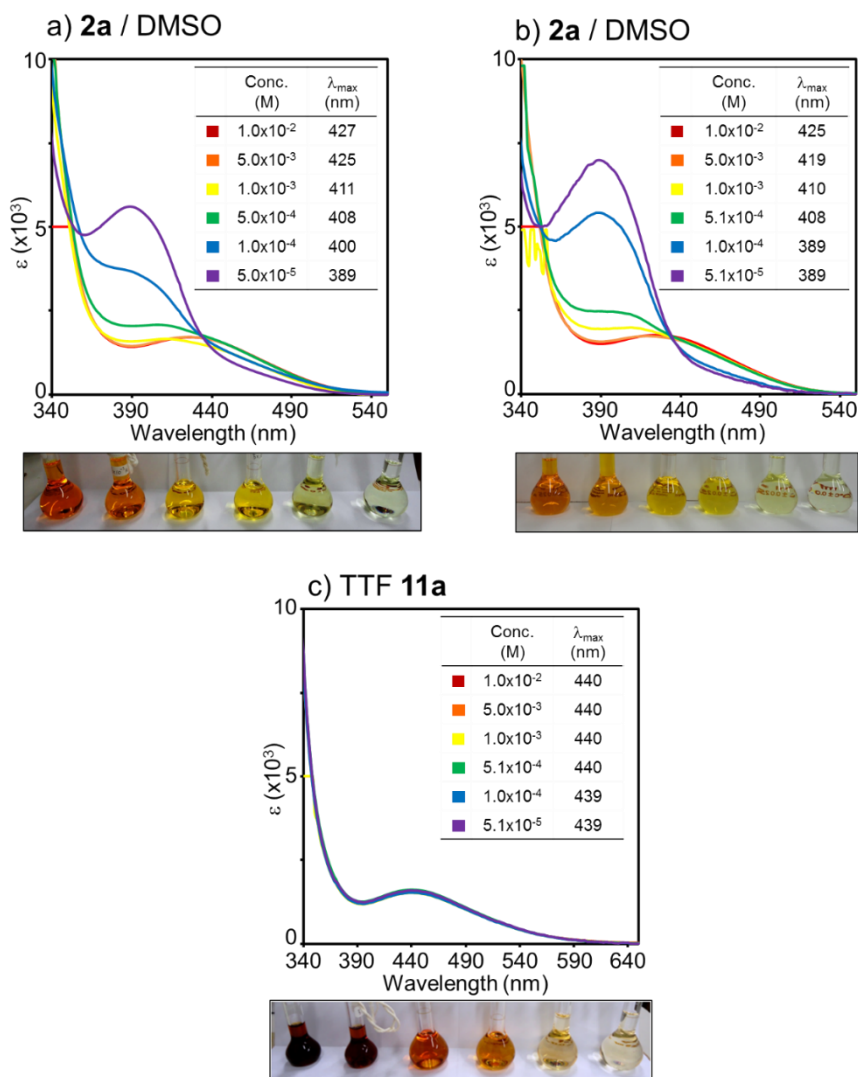 a) 2a / DMSO
10
5
0
ε (x10³)
Conc. (M) λmax (nm)
1.0x10⁻² 427
5.0x10⁻³ 425
1.0x10⁻³ 411
5.0x10⁻⁴ 408
1.0x10⁻⁴ 400
5.0x10⁻⁵ 389
340 390 440 490 540
Wavelength (nm)
b) 2a / DMSO
10
5
0
ε (x10³)
Conc. (M) λmax (nm)
1.0x10⁻² 425
5.0x10⁻³ 419
1.0x10⁻³ 410
5.1x10⁻⁴ 408
1.0x10⁻⁴ 389
5.1x10⁻⁵ 389
340 390 440 490 540
Wavelength (nm)
c) TTF 11a
10
5
0
ε (x10³)
Conc. (M) λmax (nm)
1.0x10⁻² 440
5.0x10⁻³ 440
1.0x10⁻³ 440
5.1x10⁻⁴ 440
1.0x10⁻⁴ 439
5.1x10⁻⁵ 439
340 390 440 490 540 590 640
Wavelength (nm)